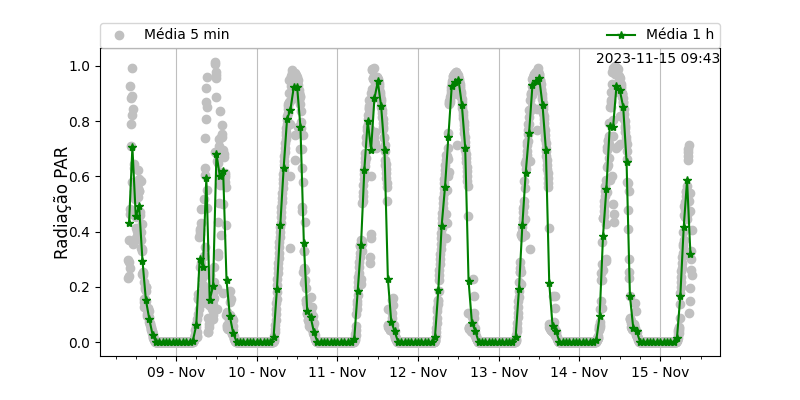 Média 5 min
Média 1 h
2023-11-15 09:43
Radiação PAR
1.0
0.8
0.6
0.4
0.2
0.0
09 - Nov
10 - Nov
11 - Nov
12 - Nov
13 - Nov
14 - Nov
15 - Nov